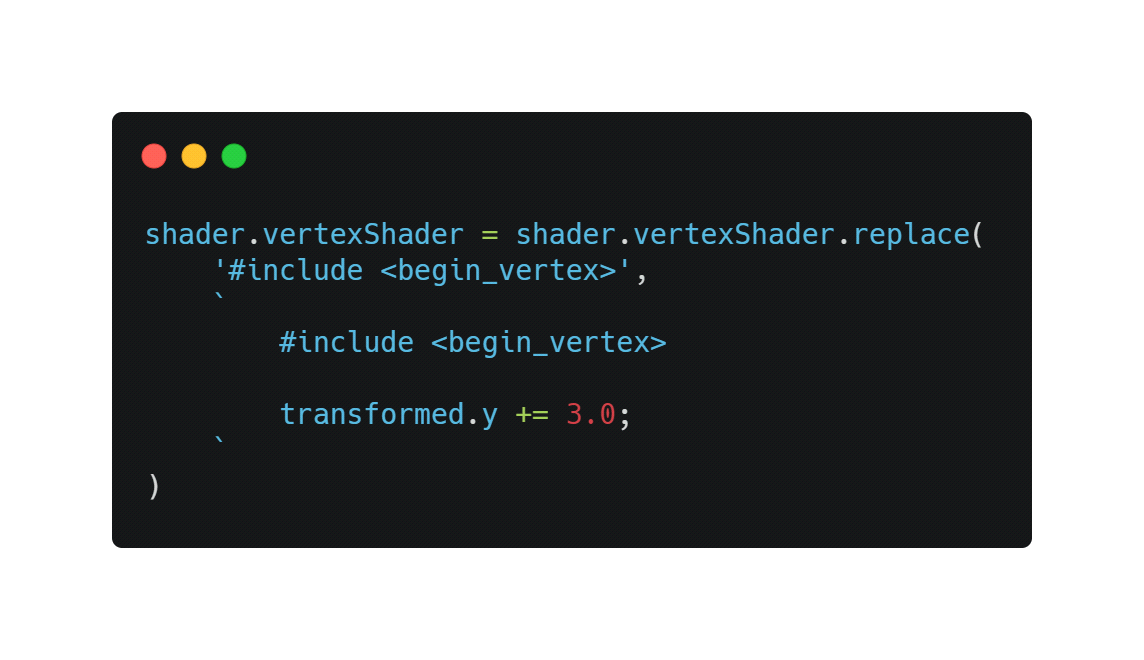 shader.vertexShader = shader.vertexShader.replace(
    '#include <begin_vertex>',
    `
        #include <begin_vertex>

        transformed.y += 3.0;
    `
)